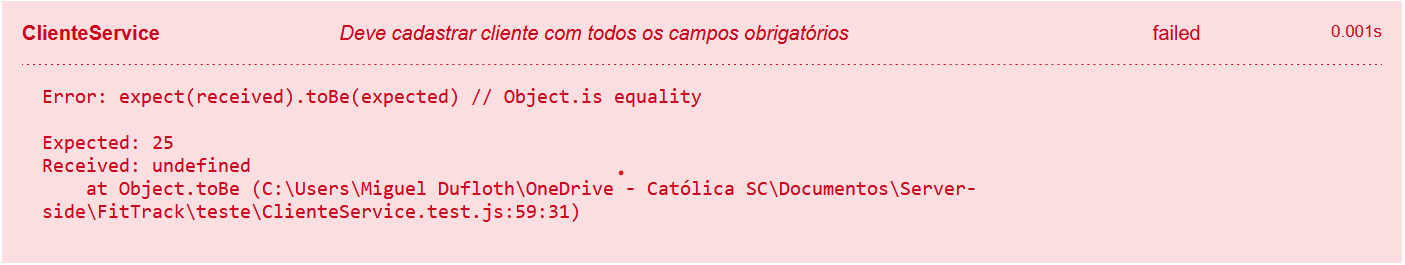 ClienteService Deve cadastrar cliente com todos os campos obrigatórios failed 0.001s
Error: expect(received).toBe(expected) // Object.is equality
Expected: 25
Received: undefined
at Object.toBe (C:\Users\Miguel Dufloth\OneDrive - Católica SC\Documentos\Server-
side\FitTrack\teste\ClienteService.test.js:59:31)